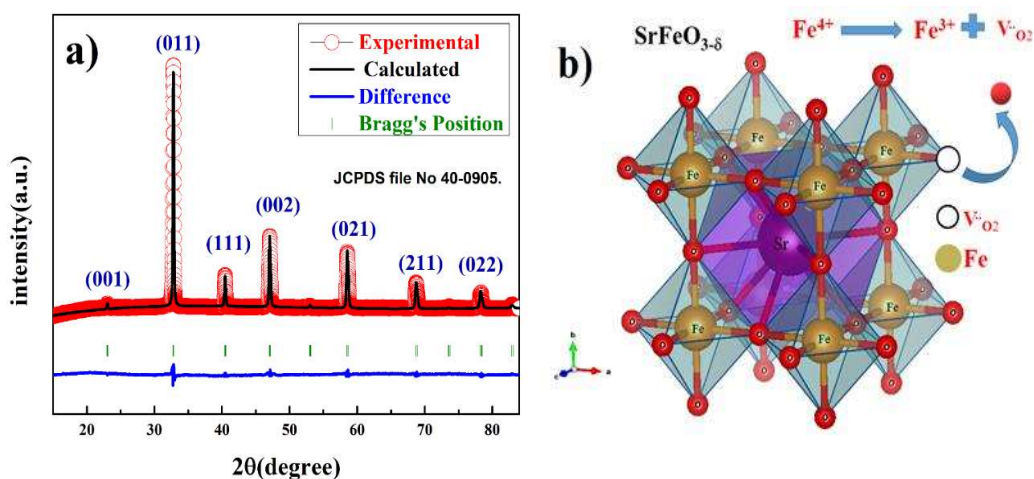 a)
Experimental
Calculated
Difference
Bragg's Position
JCPDS file No 40-0905.
(001)
(011)
(111)
(002)
(021)
(211)
(022)
intensity(a.u.)
20 30 40 50 60 70 80
2θ(degree)
b)
SrFeO3-δ
Fe4+ Fe3+ V··O2
Fe
Fe
Fe
Fe
Sr
Fe
Fe
Fe
Fe
V··O2
Fe
b
c
a